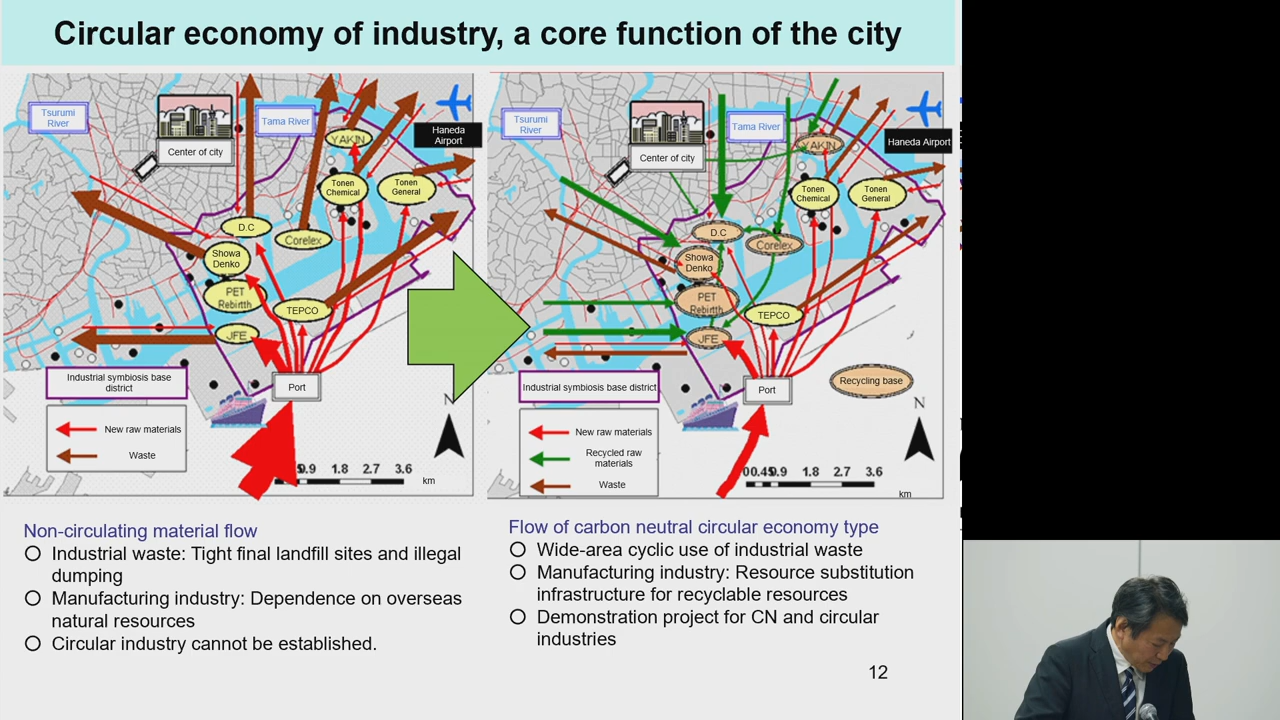 Circular economy of industry, a core function of the city
Tsurumi
River
Center of city
Tama River
YAKIN
Haneda
Airport
Tonen
Chemical
Tonen
General
D.C
Corelex
Showa
Denko
PET
Rebirtth
TEPCO
JFE
Industrial symbiosis base
district
Port
New raw materials
Waste
N
0.9 1.8 2.7 3.6
km
Tsurumi
River
Center of city
Tama River
YAKIN
Haneda
Airport
Tonen
Chemical
Tonen
General
D.C
Corelex
Showa
Denko
PET
Rebirtth
TEPCO
JFE
Industrial symbiosis base district
Port
Recycling base
New raw materials
Recycled raw
materials
Waste
N
0.9 1.8 2.7 3.6
km
Non-circulating material flow
○ Industrial waste: Tight final landfill sites and illegal
dumping
○ Manufacturing industry: Dependence on overseas
natural resources
○ Circular industry cannot be established.
Flow of carbon neutral circular economy type
○ Wide-area cyclic use of industrial waste
○ Manufacturing industry: Resource substitution
infrastructure for recyclable resources
○ Demonstration project for CN and circular
industries
12